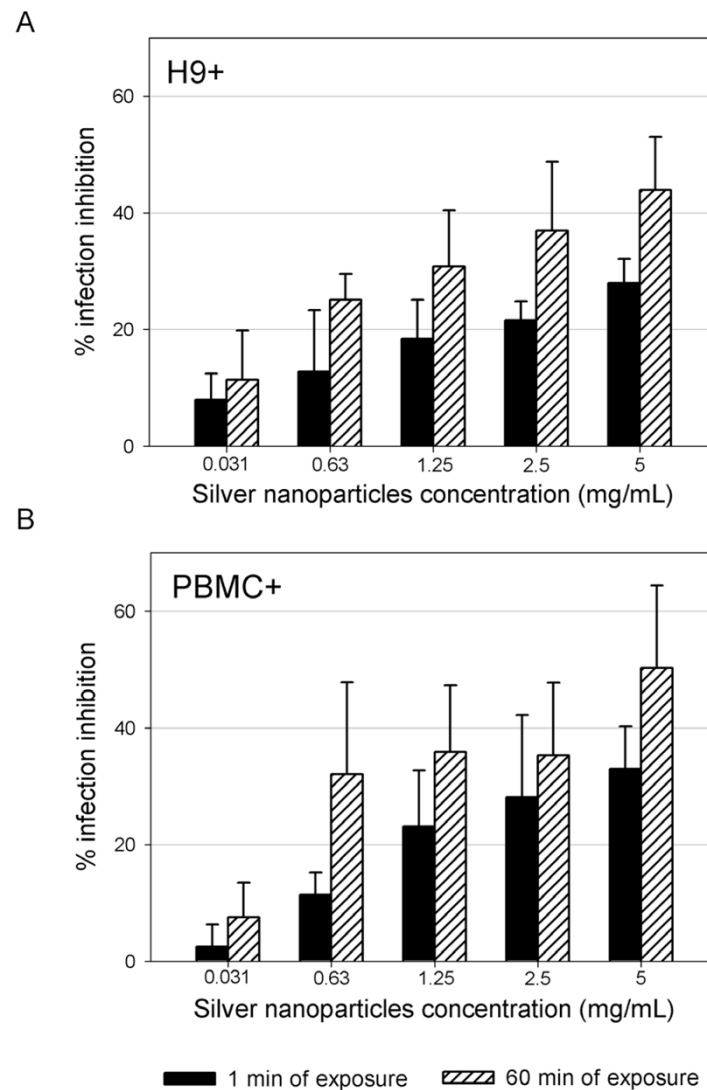 A
H9+
60
40
20
0
% infection inhibition
0.031 0.63 1.25 2.5 5
Silver nanoparticles concentration (mg/mL)
B
PBMC+
60
40
20
0
% infection inhibition
0.031 0.63 1.25 2.5 5
Silver nanoparticles concentration (mg/mL)
1 min of exposure 60 min of exposure